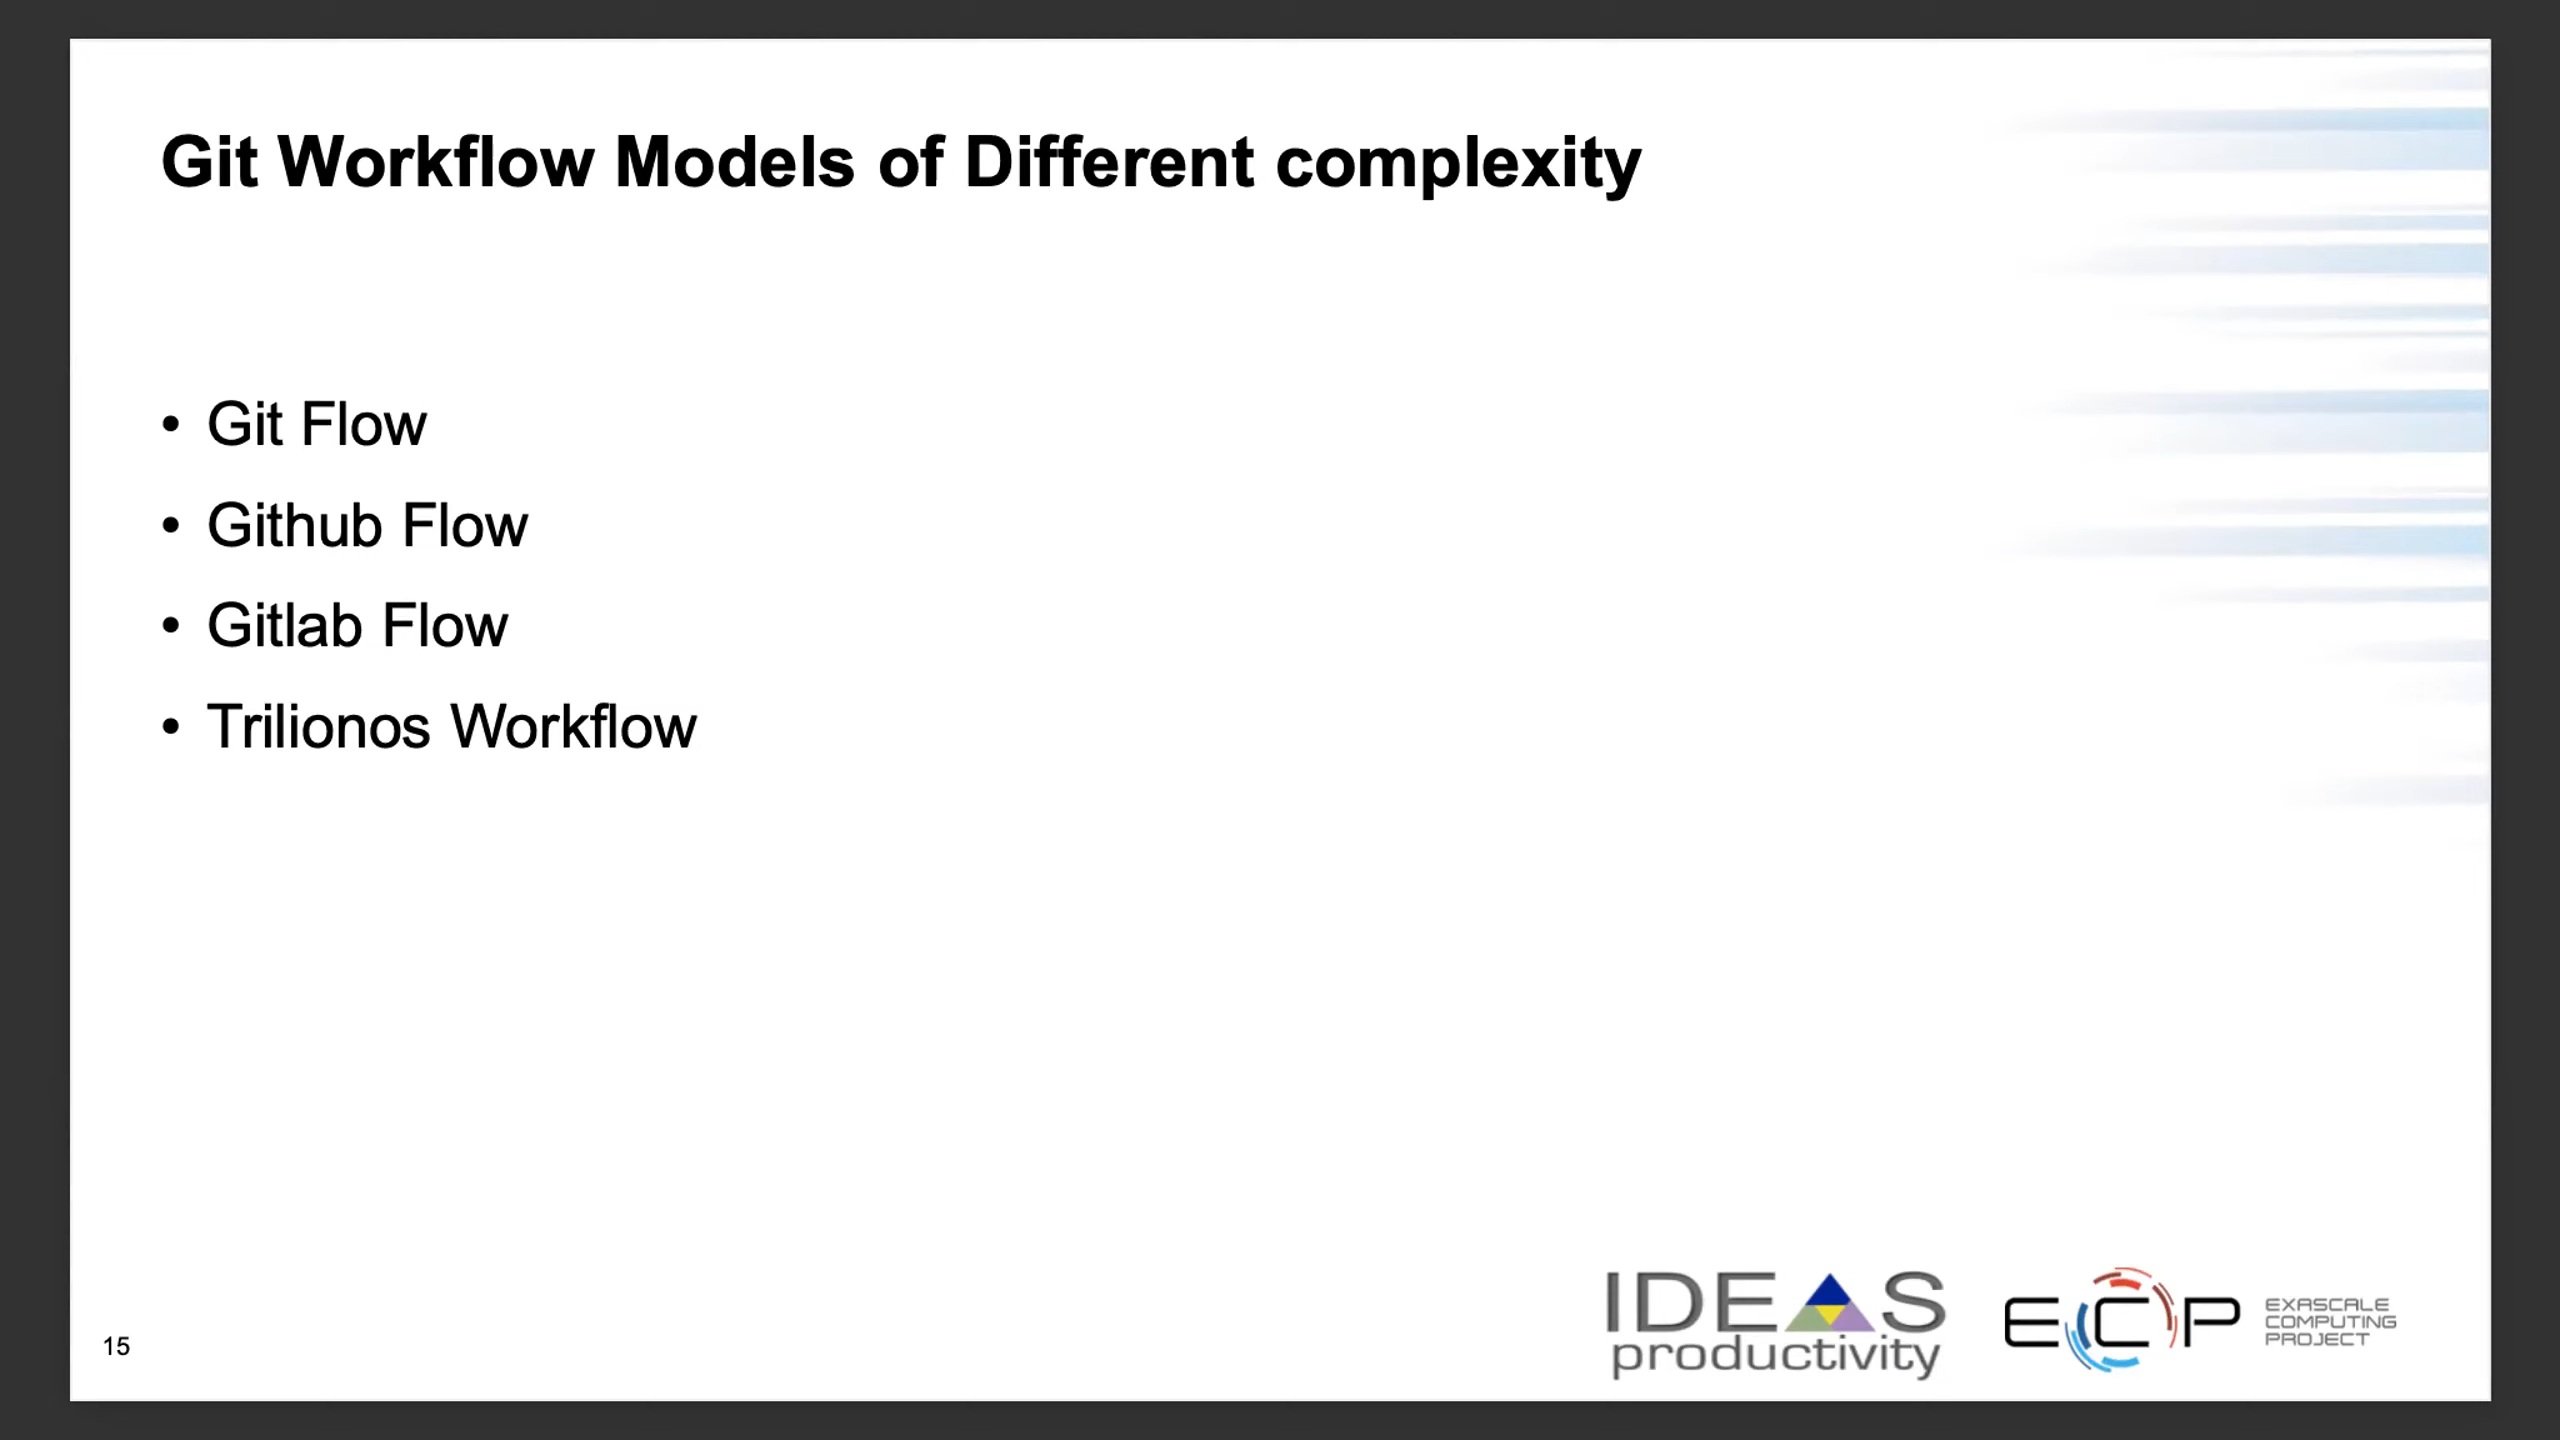 Git Workflow Models of Different complexity
• Git Flow
• Github Flow
• Gitlab Flow
• Trilionos Workflow
15
IDEAS
productivity
ECP
EXASCALE
COMPUTING
PROJECT